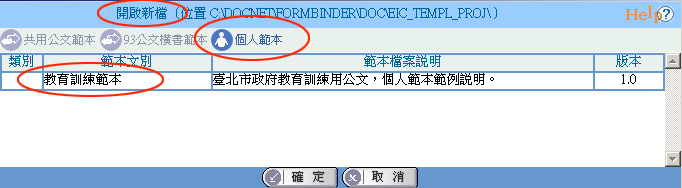 開啟新檔 (位置 C:\DOCNET\FORMBINDER\DOC\EIC_TEMPL_PROJ\ ) Help?
共用公文範本 93公文橫書範本 個人範本
類別 範本文別 範本檔案說明 版本
教育訓練範本 臺北市政府教育訓練用公文，個人範本範例說明。 1.0
確定 取消